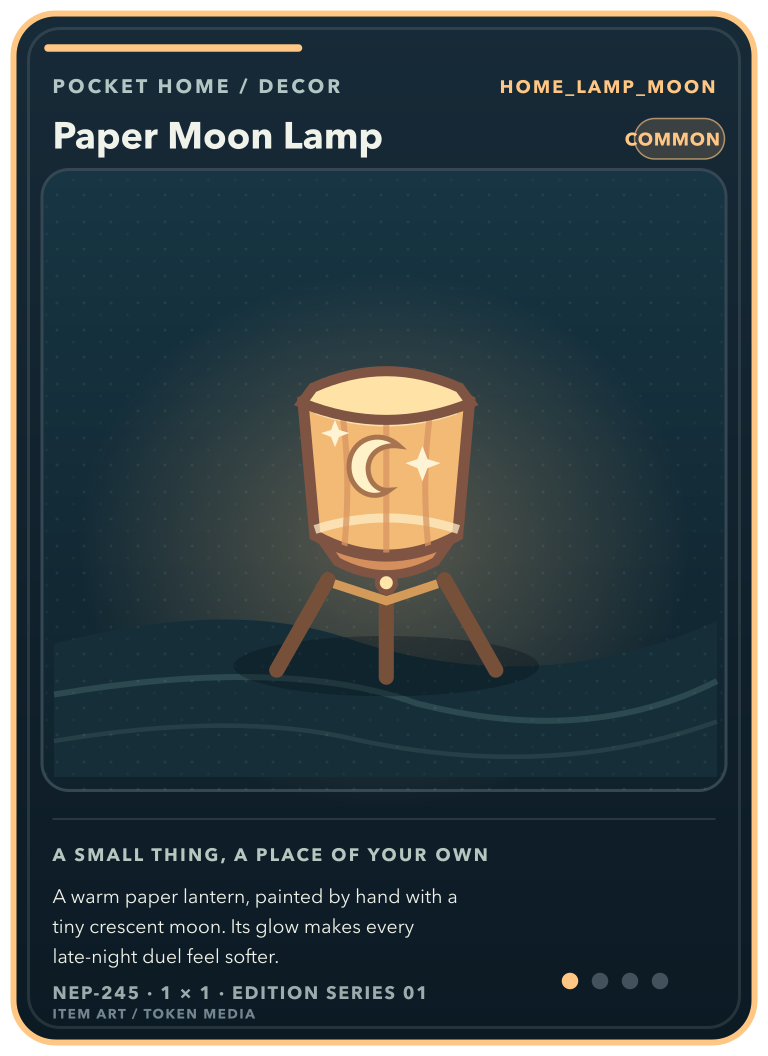 POCKET HOME / DECOR
HOME_LAMP_MOON
Paper Moon Lamp
COMMON
A SMALL THING, A PLACE OF YOUR OWN
A warm paper lantern, painted by hand with a
tiny crescent moon. Its glow makes every
late-night duel feel softer.
NEP-245 · 1 × 1 · EDITION SERIES 01
ITEM ART / TOKEN MEDIA